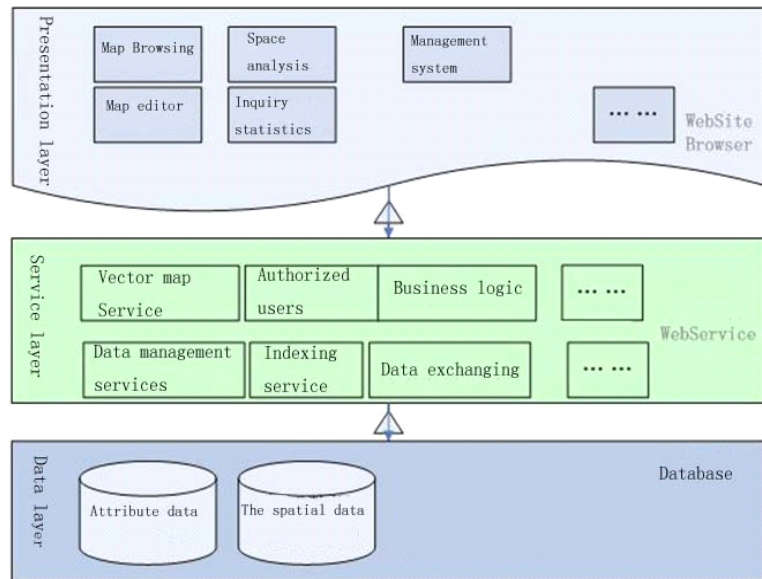 Presentation layer
Map Browsing
Space
analysis
Management
system
Map editor
Inquiry
statistics
... ...
WebSite
Browser
Service layer
Vector map
Service
Authorized
users
Business logic
... ...
WebService
Data management
services
Indexing
service
Data exchanging
... ...
Data layer
Attribute data
The spatial data
Database